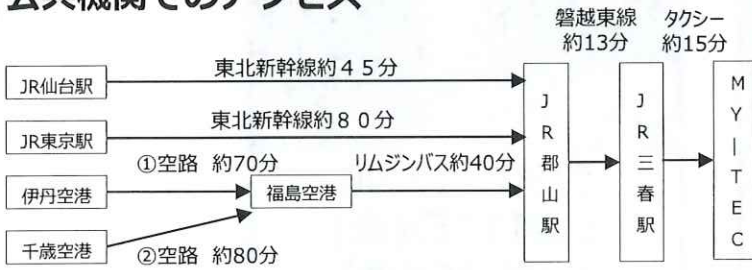 公共機関でのアクセス
磐越東線 タクシー
約13分 約15分
JR仙台駅
東北新幹線約45分
JR東京駅
東北新幹線約80分
①空路 約70分
リムジンバス約40分
伊丹空港
福島空港
千歳空港
②空路 約80分
JR郡山駅
JR三春駅
MY|TEC